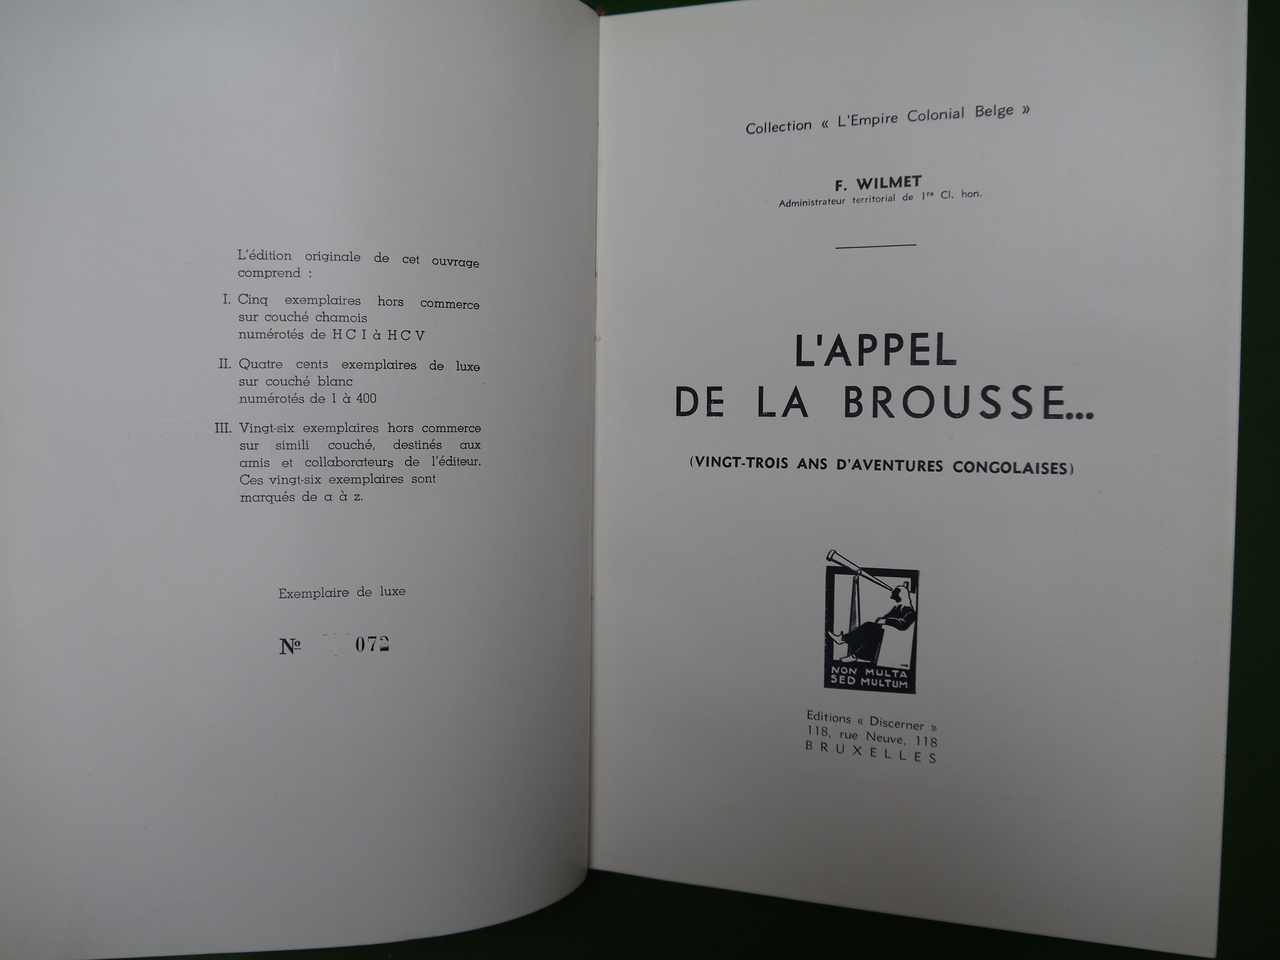 L'édition originale de cet ouvrage
comprend :
I. Cinq exemplaires hors commerce
sur couché chamois
numérotés de H C I à H C V
II. Quatre cents exemplaires de luxe
sur couché blanc
numérotés de 1 à 400
III. Vingt-six exemplaires hors commerce
sur simili couché, destinés aux
amis et collaborateurs de l'éditeur.
Ces vingt-six exemplaires sont
marqués de a à z.
Exemplaire de luxe
Nº 072
Collection « L'Empire Colonial Belge »
F. WILMET
Administrateur territorial de 1re Cl. hon.
L'APPEL
DE LA BROUSSE...
(VINGT-TROIS ANS D'AVENTURES CONGOLAISES)
NON MULTA
SED MULTUM
Editions « Discerner »
118, rue Neuve, 118
BRUXELLES